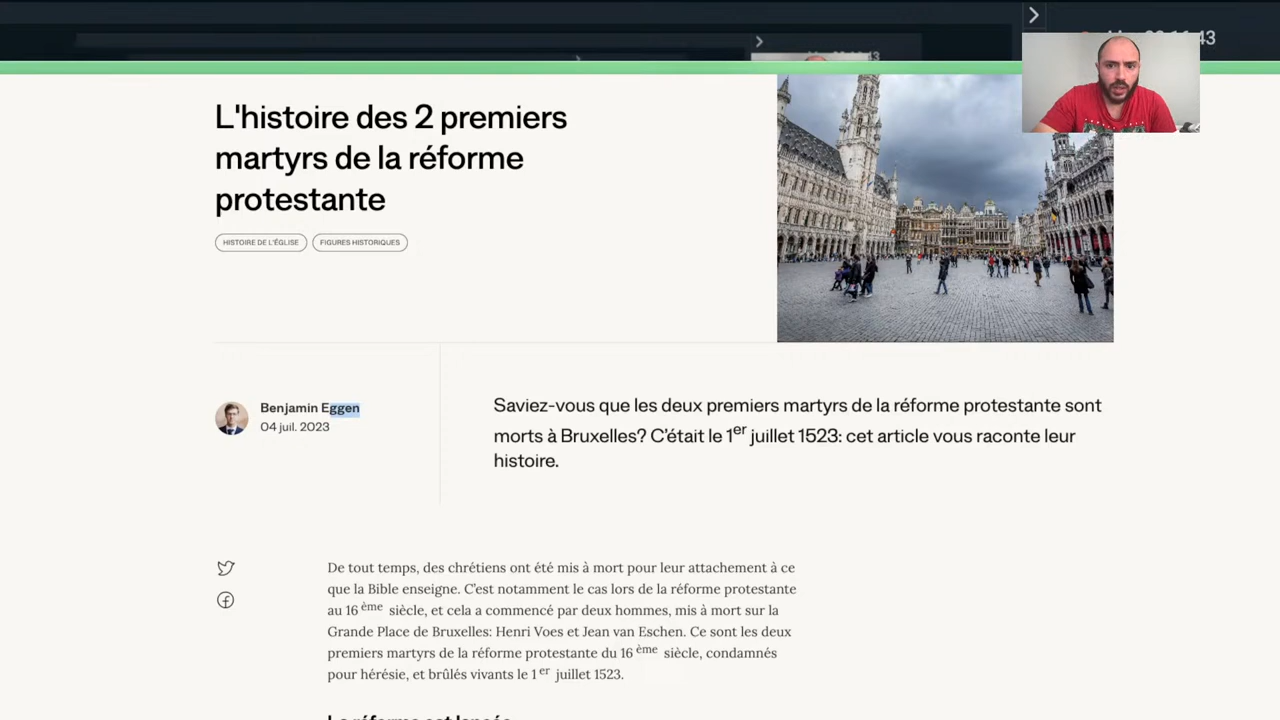 L'histoire des 2 premiers
martyrs de la réforme
protestante
HISTOIRE DE L'ÉGLISE
FIGURES HISTORIQUES
Benjamin Eggen
04 juil. 2023
Saviez-vous que les deux premiers martyrs de la réforme protestante sont
morts à Bruxelles? C’était le 1er juillet 1523: cet article vous raconte leur
histoire.
De tout temps, des chrétiens ont été mis à mort pour leur attachement à ce
que la Bible enseigne. C’est notamment le cas lors de la réforme protestante
au 16ème siècle, et cela a commencé par deux hommes, mis à mort sur la
Grande Place de Bruxelles: Henri Voes et Jean van Eschen. Ce sont les deux
premiers martyrs de la réforme protestante du 16ème siècle, condamnés
pour hérésie, et brûlés vivants le 1er juillet 1523.